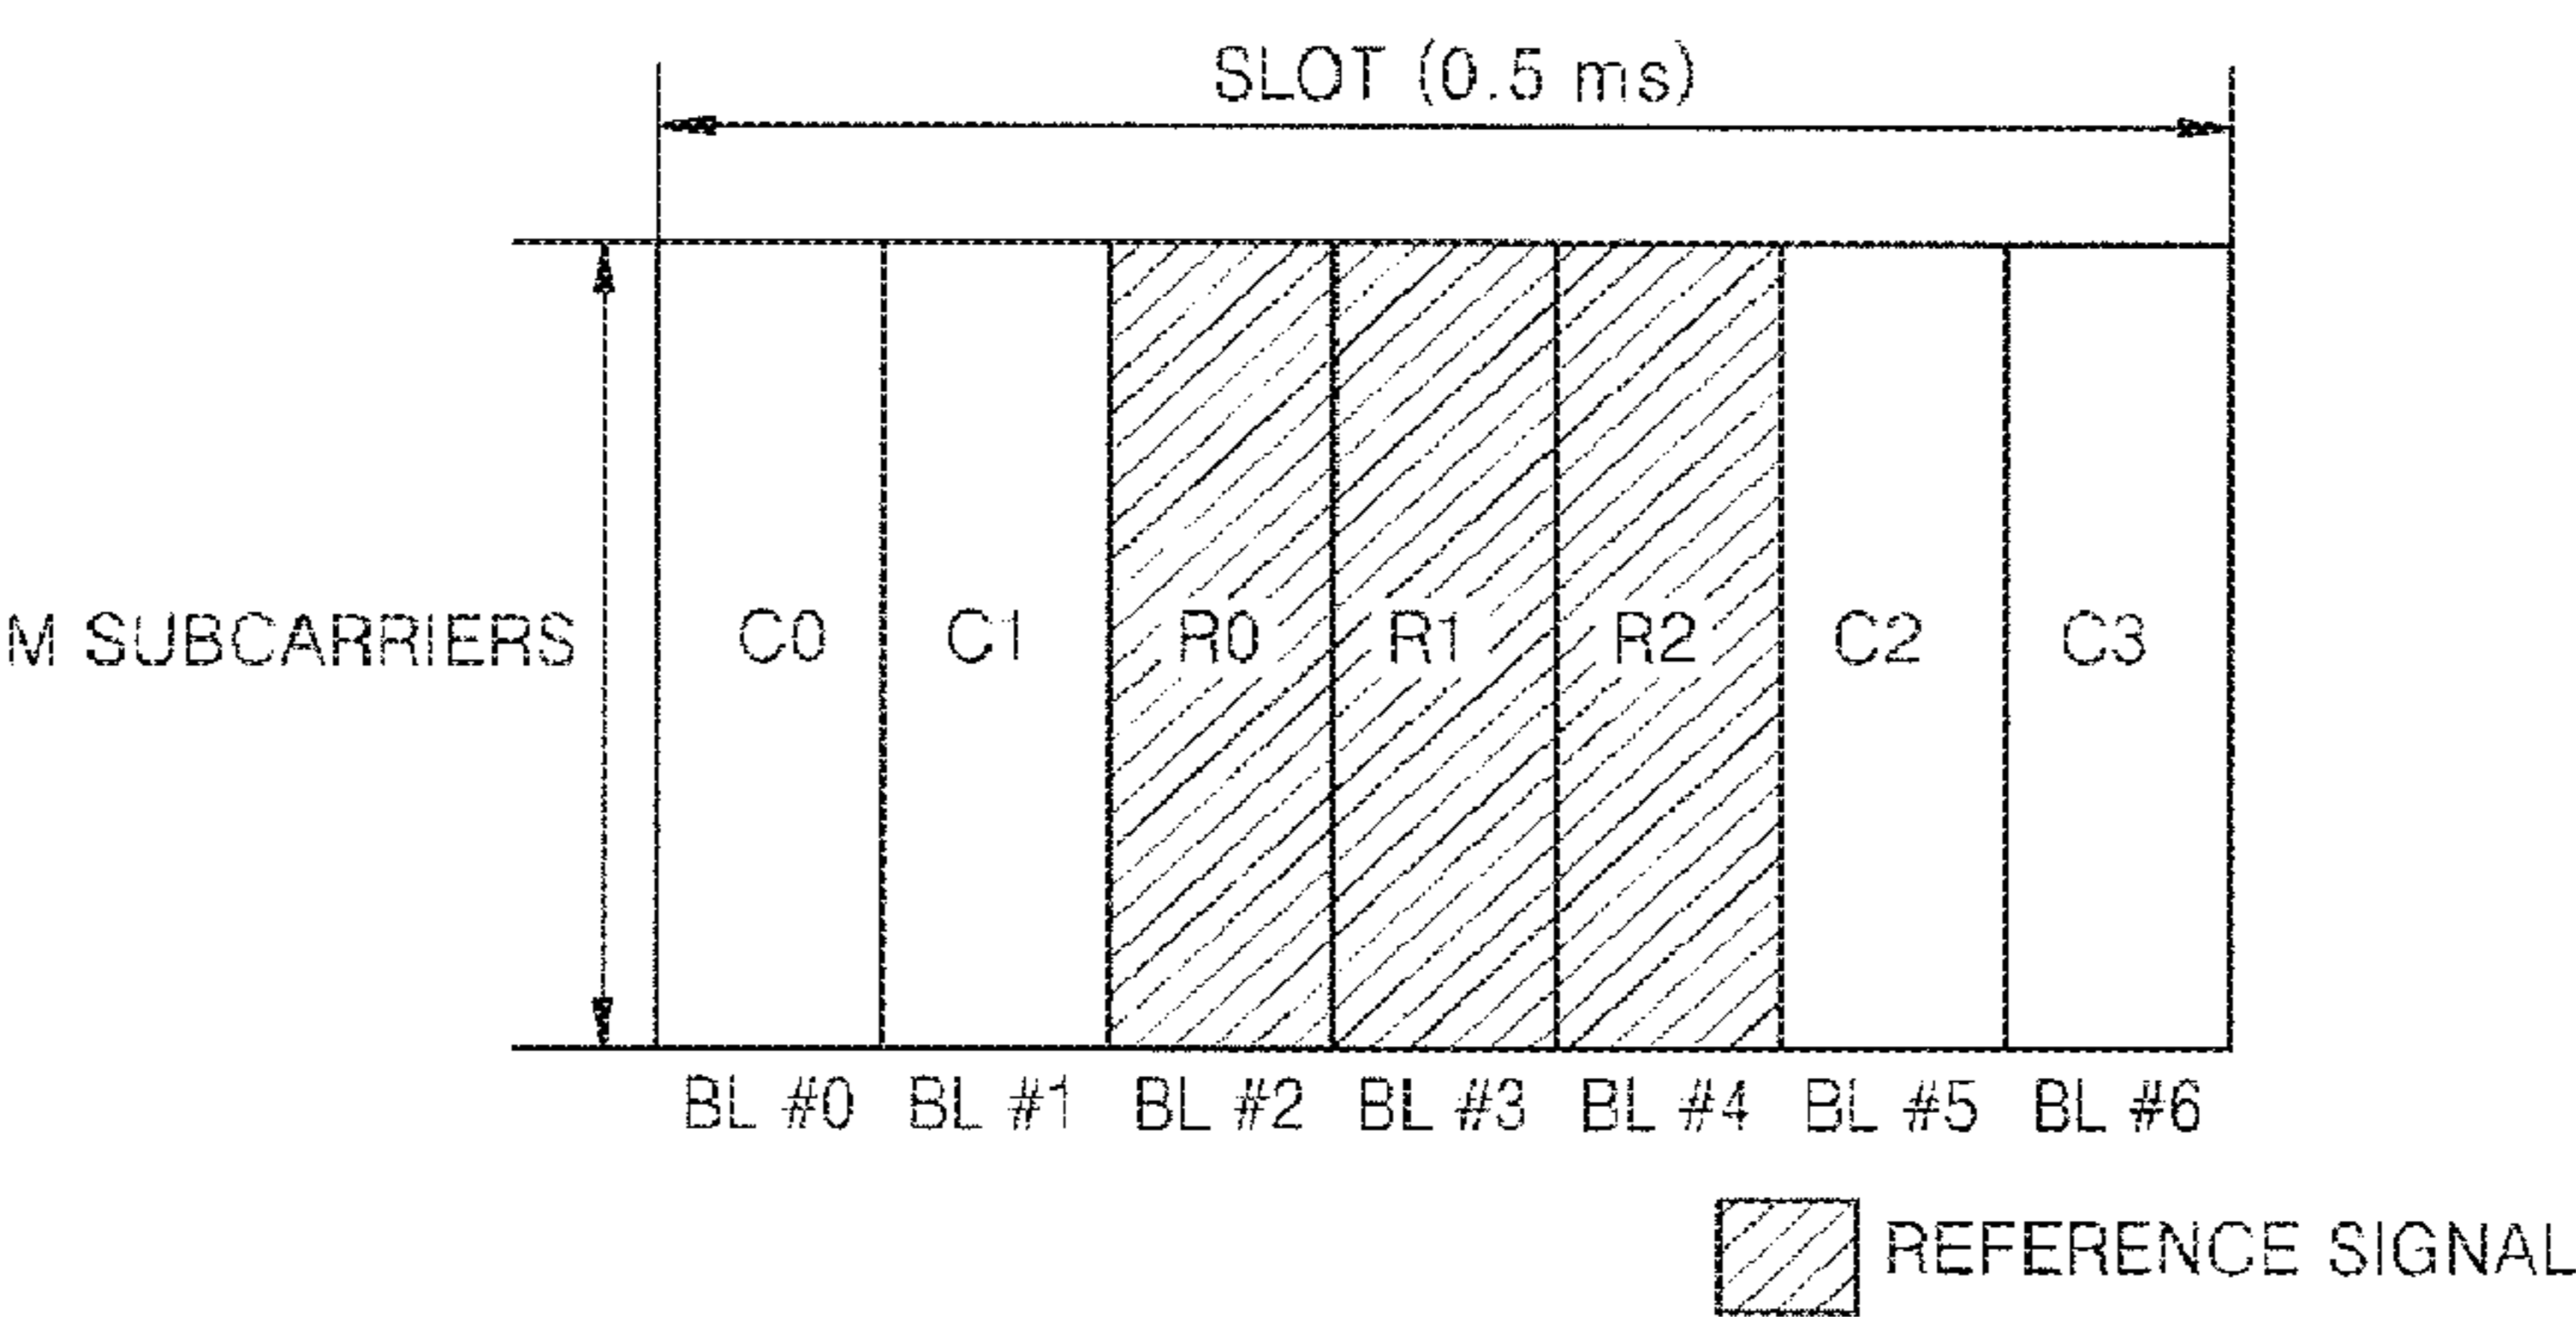 SLOT (0.5 ms)
M SUBCARRIERS C0 C1 R0 R1 R2 C2 C3
BL #0 BL #1 BL #2 BL #3 BL #4 BL #5 BL #6
REFERENCE SIGNAL